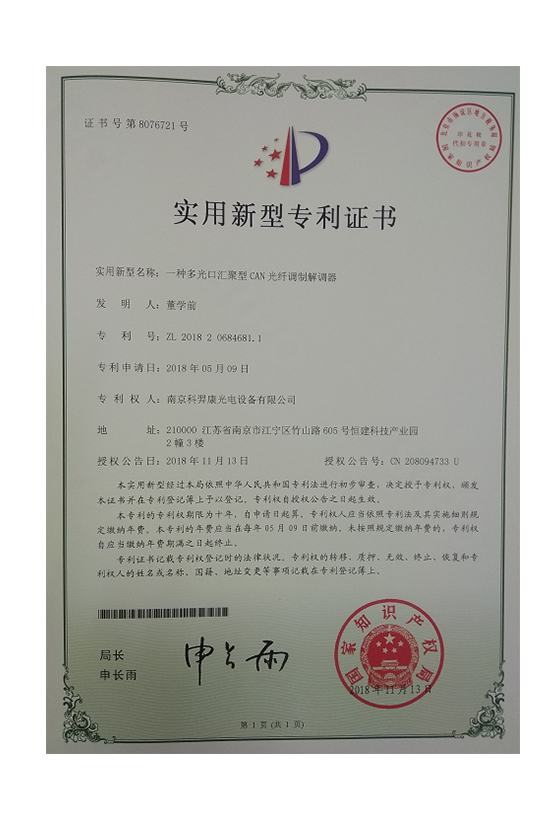 证书号第8076721号
印花税
代扣专用章
实用新型专利证书
实用新型名称：一种多光口汇聚型CAN光纤调制解调器
发明人：董学前
专利号：ZL 2018 2 0684681.1
专利申请日：2018年05月09日
专利权人：南京科羿康光电设备有限公司
地址：210000 江苏省南京市江宁区竹山路605号恒建科技产业园
2幢3楼
授权公告日：2018年11月13日 授权公告号：CN 208094733 U
本实用新型经过本局依照中华人民共和国专利法进行初步审查，决定授予专利权，颁发
本证书并在专利登记簿上予以登记。专利权自授权公告之日起生效。
本专利的专利权期限为十年，自申请日起算。专利权人应当依照专利法及其实施细则规
定缴纳年费。本专利的年费应当在每年05月09日前缴纳。未按照规定缴纳年费的，专利权
自应当缴纳年费期满之日起终止。
专利证书记载专利权登记时的法律状况。专利权的转移、质押、无效、终止、恢复和专
利权人的姓名或名称、国籍、地址变更等事项记载在专利登记簿上。
局长
申长雨
申长雨
国家知识产权局
2018年11月13日
第1页(共1页)